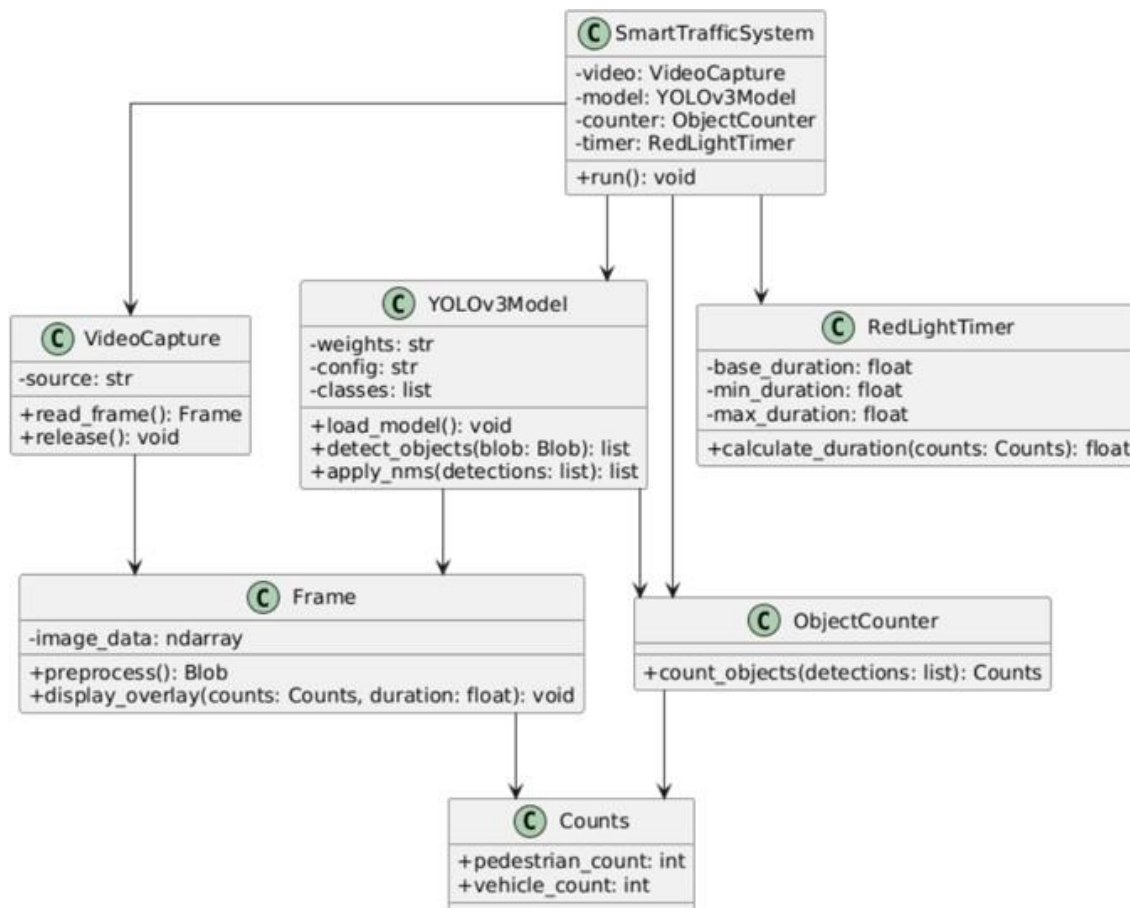 C SmartTrafficSystem
-video: VideoCapture
-model: YOLOv3Model
-counter: ObjectCounter
-timer: RedLightTimer
+run(): void
C VideoCapture
-source: str
+read_frame(): Frame
+release(): void
C YOLOv3Model
-weights: str
-config: str
-classes: list
+load_model(): void
+detect_objects(blob: Blob): list
+apply_nms(detections: list): list
C RedLightTimer
-base_duration: float
-min_duration: float
-max_duration: float
+calculate_duration(counts: Counts): float
C Frame
-image_data: ndarray
+preprocess(): Blob
+display_overlay(counts: Counts, duration: float): void
C ObjectCounter
+count_objects(detections: list): Counts
C Counts
+pedestrian_count: int
+vehicle_count: int